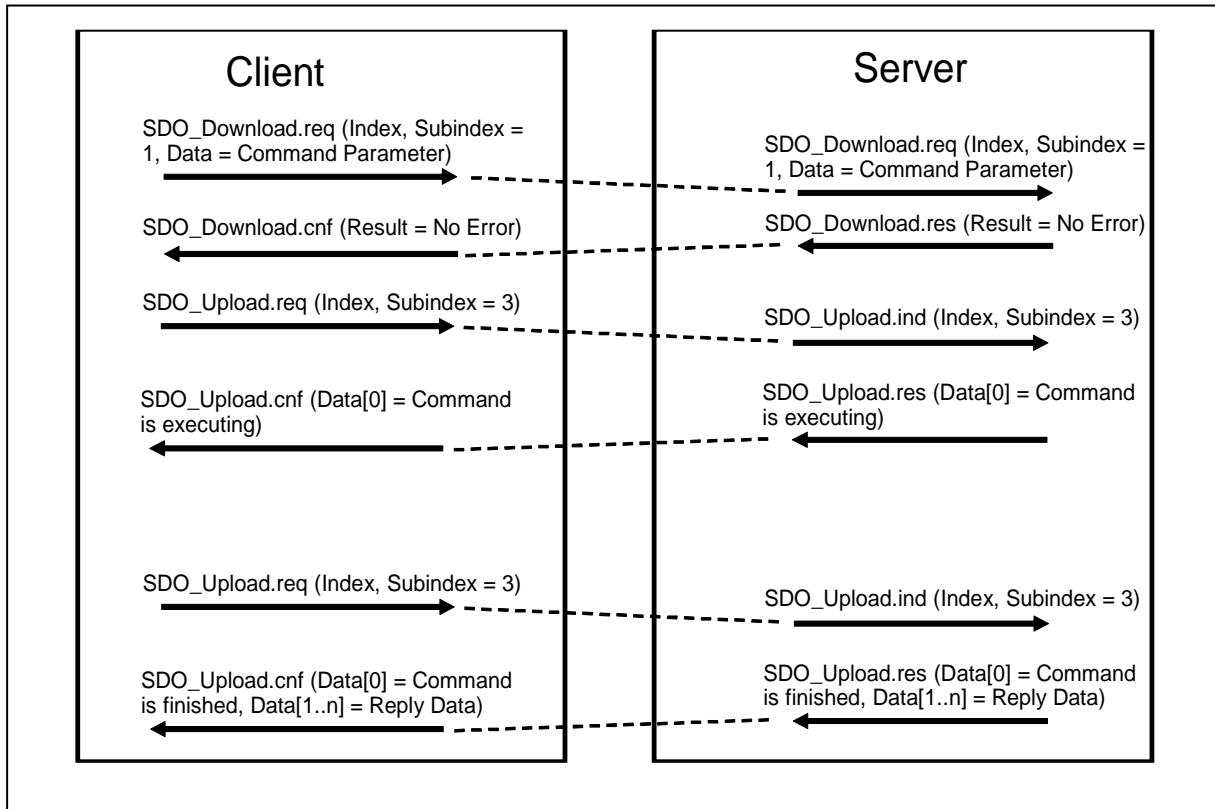 Client
SDO_Download.req (Index, Subindex =
1, Data = Command Parameter)
SDO_Download.cnf (Result = No Error)
SDO_Upload.req (Index, Subindex = 3)
SDO_Upload.cnf (Data[0] = Command
is executing)
SDO_Upload.req (Index, Subindex = 3)
SDO_Upload.cnf (Data[0] = Command
is finished, Data[1..n] = Reply Data)
Server
SDO_Download.req (Index, Subindex =
1, Data = Command Parameter)
SDO_Download.res (Result = No Error)
SDO_Upload.ind (Index, Subindex = 3)
SDO_Upload.res (Data[0] = Command
is executing)
SDO_Upload.ind (Index, Subindex = 3)
SDO_Upload.res (Data[0] = Command
is finished, Data[1..n] = Reply Data)